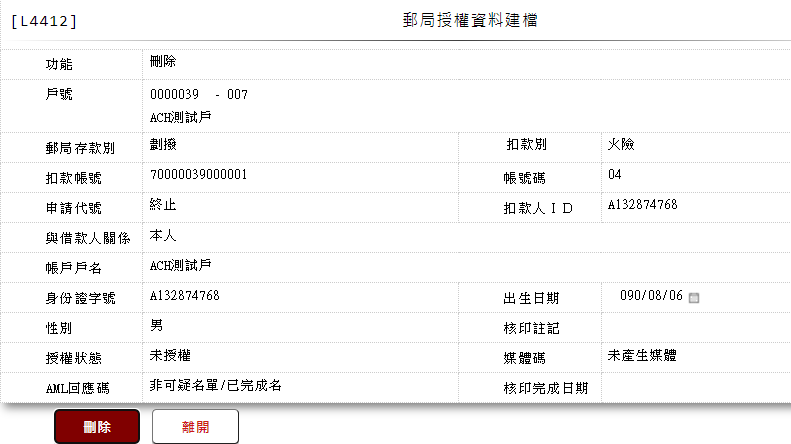 [L4412] 郵局授權資料建檔
功能 刪除
戶號 0000039 - 007
ACH測試戶
郵局存款別 劃撥 扣款別 火險
扣款帳號 70000039000001 帳號碼 04
申請代號 終止 扣款人ＩＤ A132874768
與借款人關係 本人
帳戶戶名 ACH測試戶
身份證字號 A132874768 出生日期 090/08/06
性別 男 核印註記
授權狀態 未授權 媒體碼 未產生媒體
AML回應碼 非可疑名單/已完成名 核印完成日期
刪除 離開